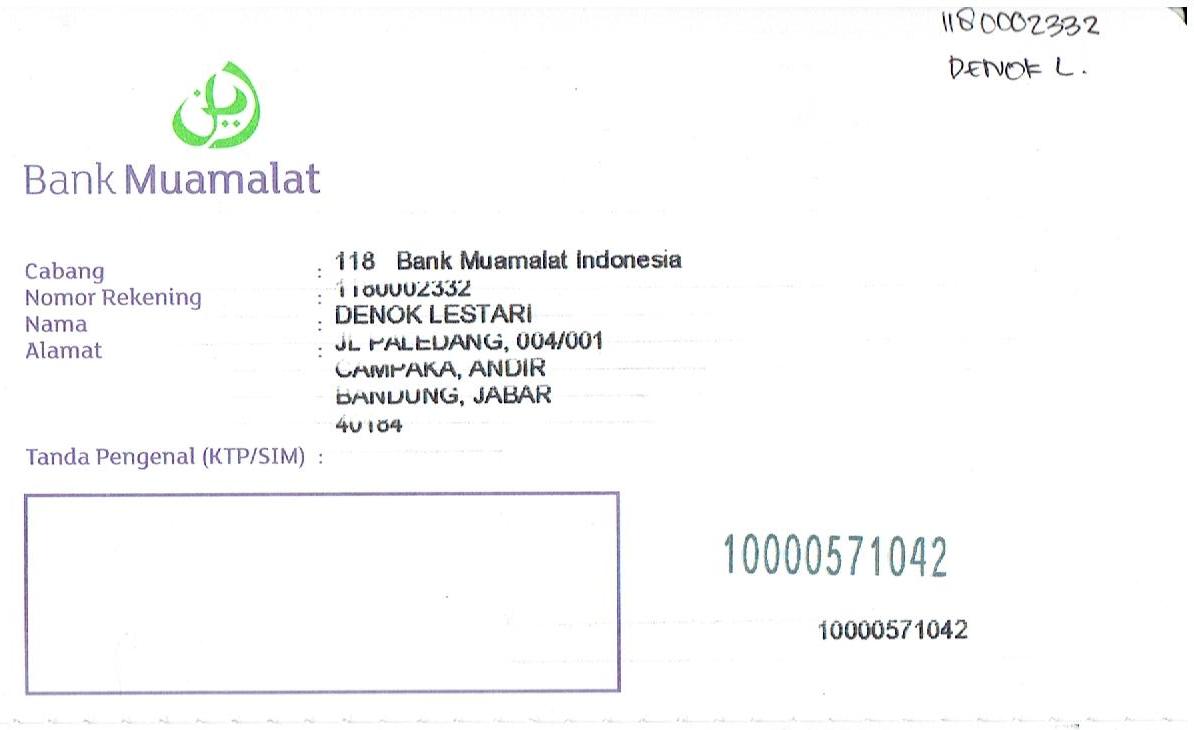 1180002332
DENOK L.
Bank Muamalat
Cabang : 118 Bank Muamalat Indonesia
Nomor Rekening : 1180002332
Nama : DENOK LESTARI
Alamat : JL PALEDANG, 004/001
CAMPAKA, ANDIR
BANDUNG, JABAR
40184
Tanda Pengenal (KTP/SIM) :
10000571042
10000571042